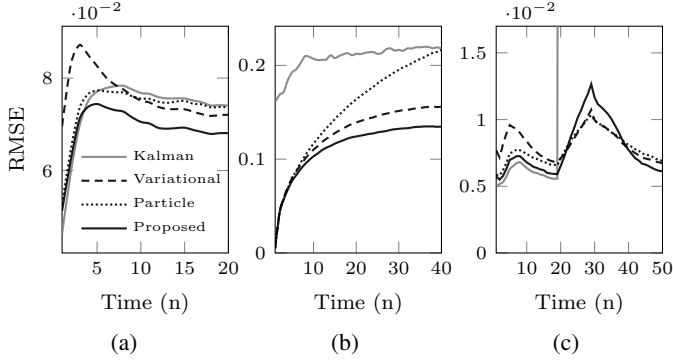 ·10⁻²
·10⁻²
RMSE
8
6
5
10
15
20
Time (n)
(a)
Kalman
Variational
Particle
Proposed
0.2
0.1
0
10
20
30
40
Time (n)
(b)
1.5
1
0.5
0
10
20
30
40
50
Time (n)
(c)